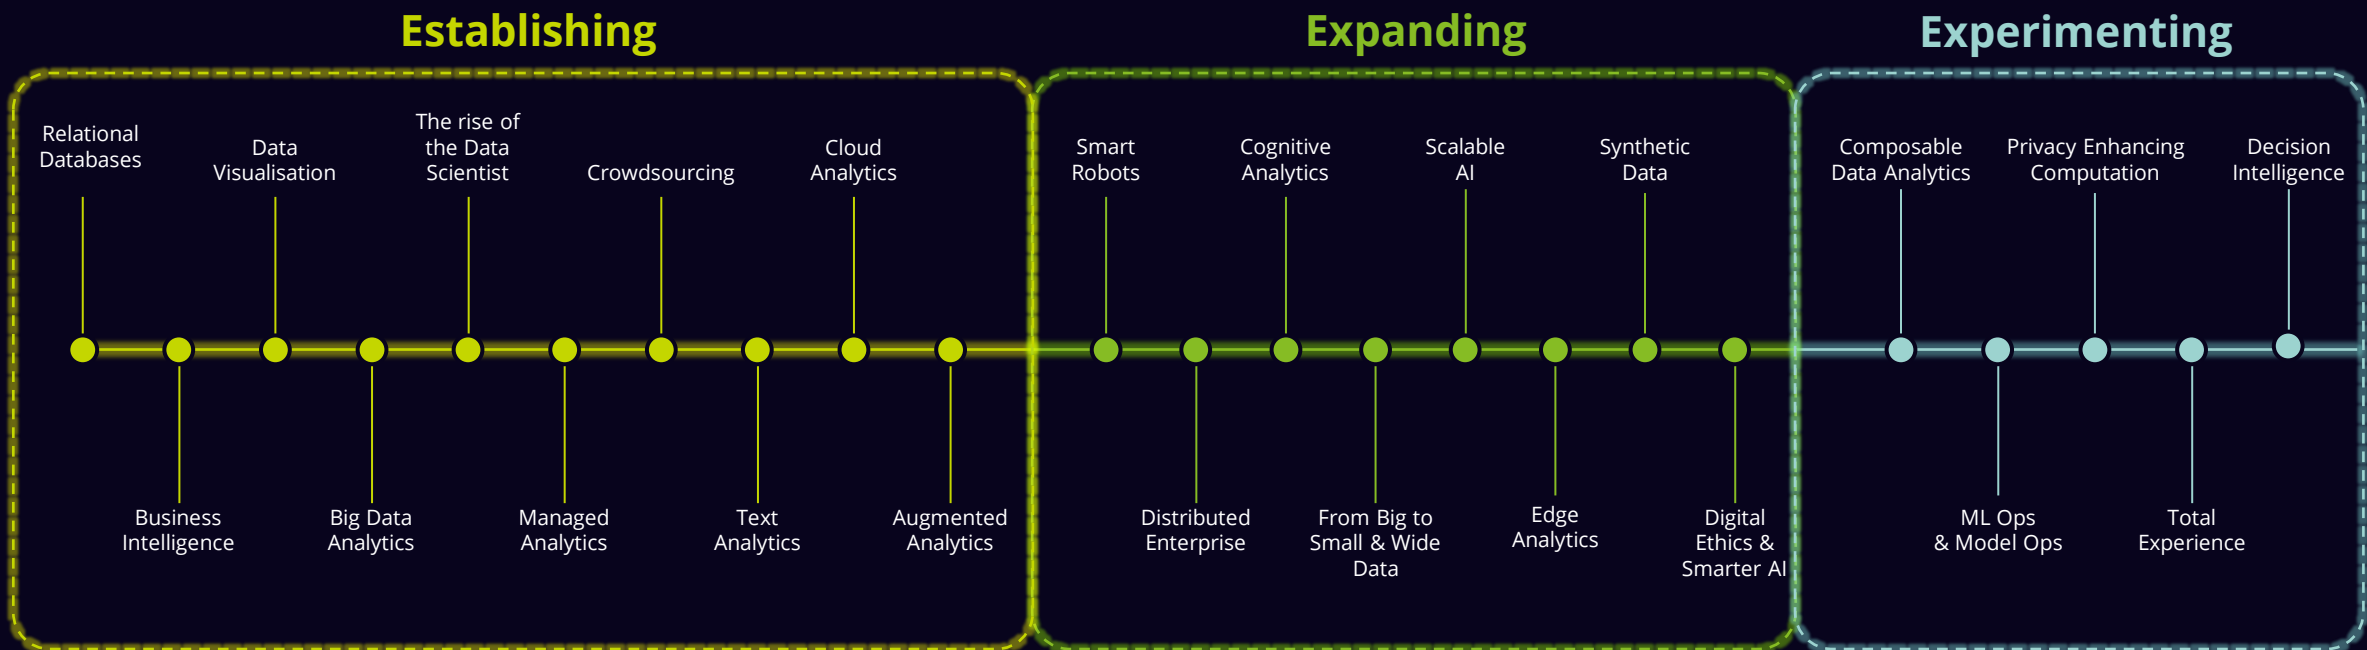 Establishing
Expanding
Experimenting
Relational
Databases
Data
Visualisation
The rise of
the Data
Scientist
Crowdsourcing
Cloud
Analytics
Smart
Robots
Cognitive
Analytics
Scalable
AI
Synthetic
Data
Composable
Data Analytics
Privacy Enhancing
Computation
Decision
Intelligence
Business
Intelligence
Big Data
Analytics
Managed
Analytics
Text
Analytics
Augmented
Analytics
Distributed
Enterprise
From Big to
Small & Wide
Data
Edge
Analytics
Digital
Ethics &
Smarter AI
ML Ops
& Model Ops
Total
Experience